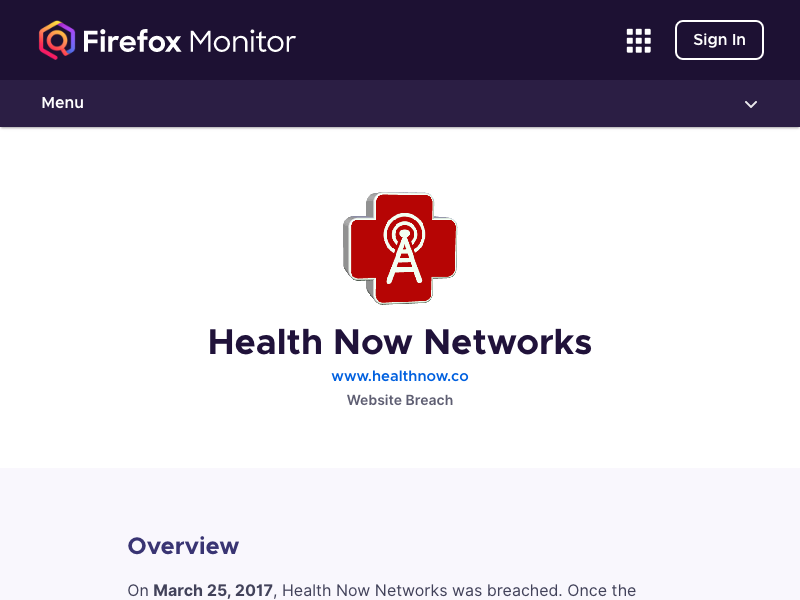 Firefox Monitor
Sign In
Menu
Health Now Networks
www.healthnow.co
Website Breach
Overview
On March 25, 2017, Health Now Networks was breached. Once the